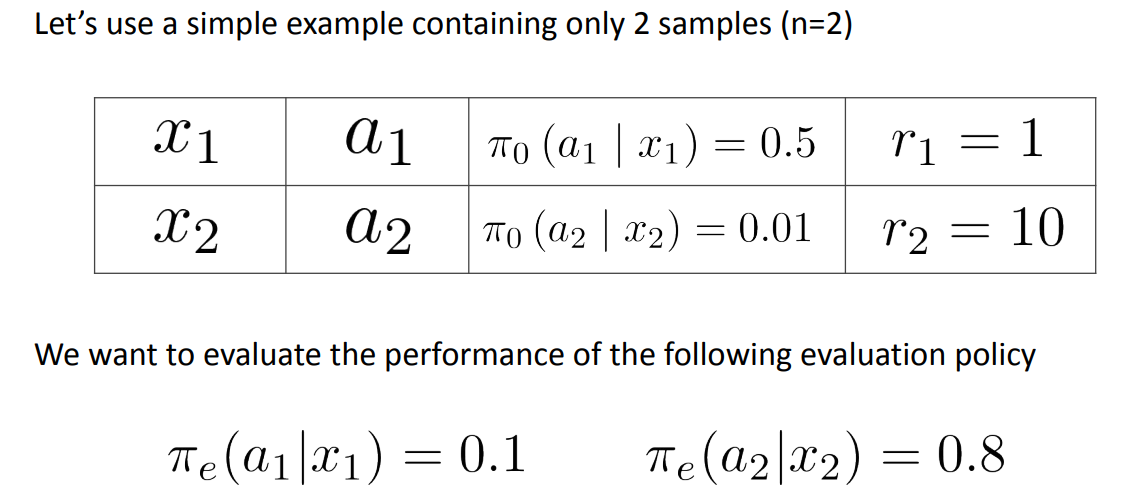 Let's use a simple example containing only 2 samples (n=2)
x₁ a₁ π₀ (a₁ | x₁) = 0.5 r₁ = 1
x₂ a₂ π₀ (a₂ | x₂) = 0.01 r₂ = 10
We want to evaluate the performance of the following evaluation policy
πₑ(a₁|x₁) = 0.1 πₑ(a₂|x₂) = 0.8